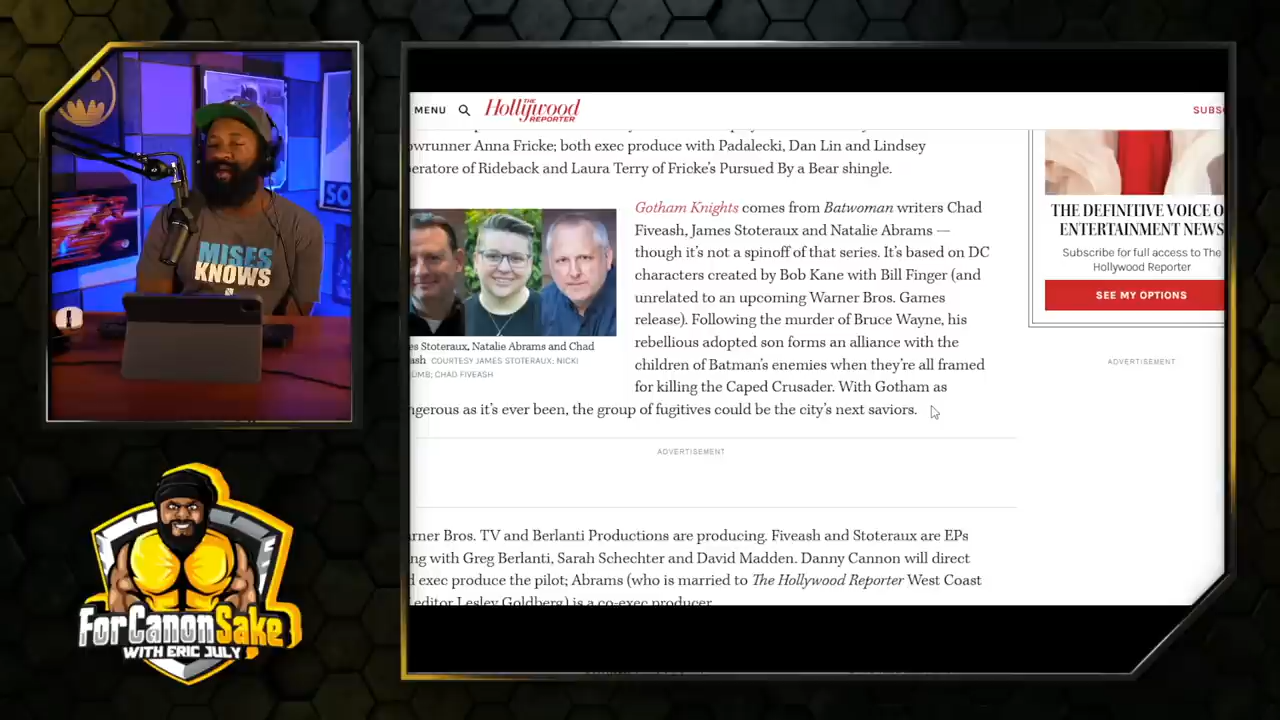 MISES
KNOWS
ForCanonSake
WITH ERIC JULY
MENU
The Hollywood
REPORTER
owrunner Anna Fricke; both exec produce with Padalecki, Dan Lin and Lindsey
peratore of Rideback and Laura Terry of Fricke's Pursued By a Bear shingle.
Gotham Knights comes from Batwoman writers Chad
Fiveash, James Stoteraux and Natalie Abrams —
though it's not a spinoff of that series. It's based on DC
characters created by Bob Kane with Bill Finger (and
unrelated to an upcoming Warner Bros. Games
release). Following the murder of Bruce Wayne, his
rebellious adopted son forms an alliance with the
children of Batman's enemies when they're all framed
for killing the Caped Crusader. With Gotham as
ngerous as it's ever been, the group of fugitives could be the city's next saviors.
es Stoteraux, Natalie Abrams and Chad
ash COURTESY JAMES STOTERAUX; NICKI
UMB; CHAD FIVEASH
ADVERTISEMENT
rner Bros. TV and Berlanti Productions are producing. Fiveash and Stoteraux are EPs
ng with Greg Berlanti, Sarah Schechter and David Madden. Danny Cannon will direct
d exec produce the pilot; Abrams (who is married to The Hollywood Reporter West Coast
editor Lesley Goldberg) is a co-exec producer.
SUBS
THE DEFINITIVE VOICE O
ENTERTAINMENT NEWS
Subscribe for full access to The
Hollywood Reporter
SEE MY OPTIONS
ADVERTISEMENT